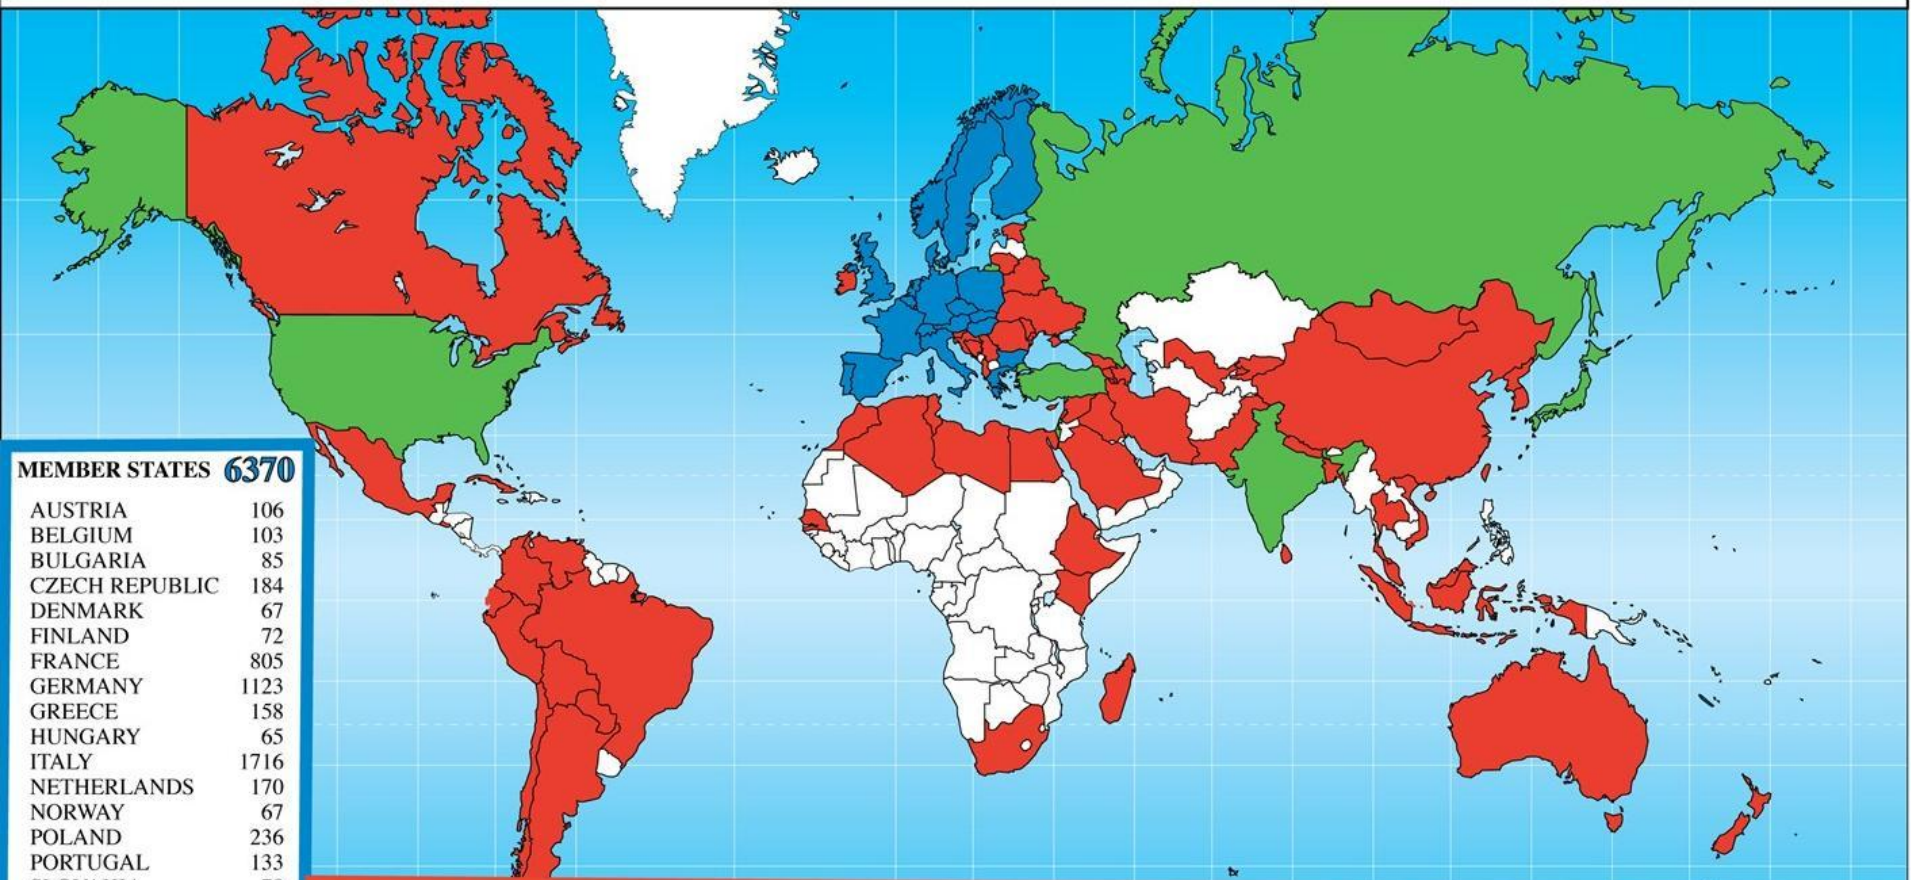 MEMBER STATES 6370
AUSTRIA 106
BELGIUM 103
BULGARIA 85
CZECH REPUBLIC 184
DENMARK 67
FINLAND 72
FRANCE 805
GERMANY 1123
GREECE 158
HUNGARY 65
ITALY 1716
NETHERLANDS 170
NORWAY 67
POLAND 236
PORTUGAL 133